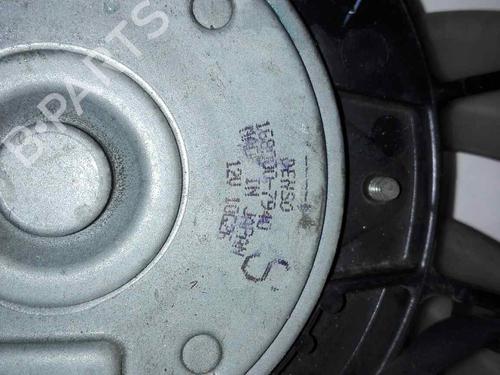 B-PARTS
DENSO
168000-7940
MADE IN JAPAN
12V
S